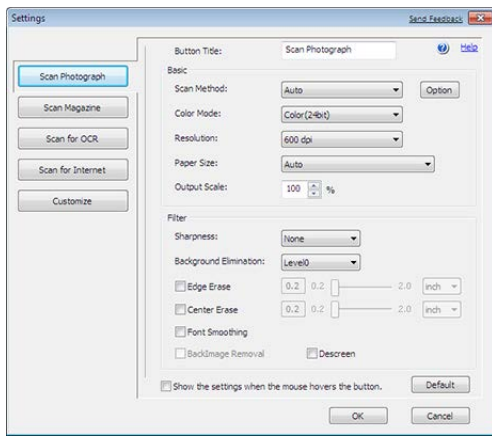 Settings
Send Feedback
Button Title: Scan Photograph Help
Scan Photograph
Scan Magazine
Scan for OCR
Scan for Internet
Customize
Basic
Scan Method: Auto Option
Color Mode: Color(24bit)
Resolution: 600 dpi
Paper Size: Auto
Output Scale: 100 %
Filter
Sharpness: None
Background Elimination: Level0
Edge Erase 0.2 0.2 2.0 inch
Center Erase 0.2 0.2 2.0 inch
Font Smoothing
BackImage Removal Descreen
Show the settings when the mouse hovers the button. Default
OK Cancel